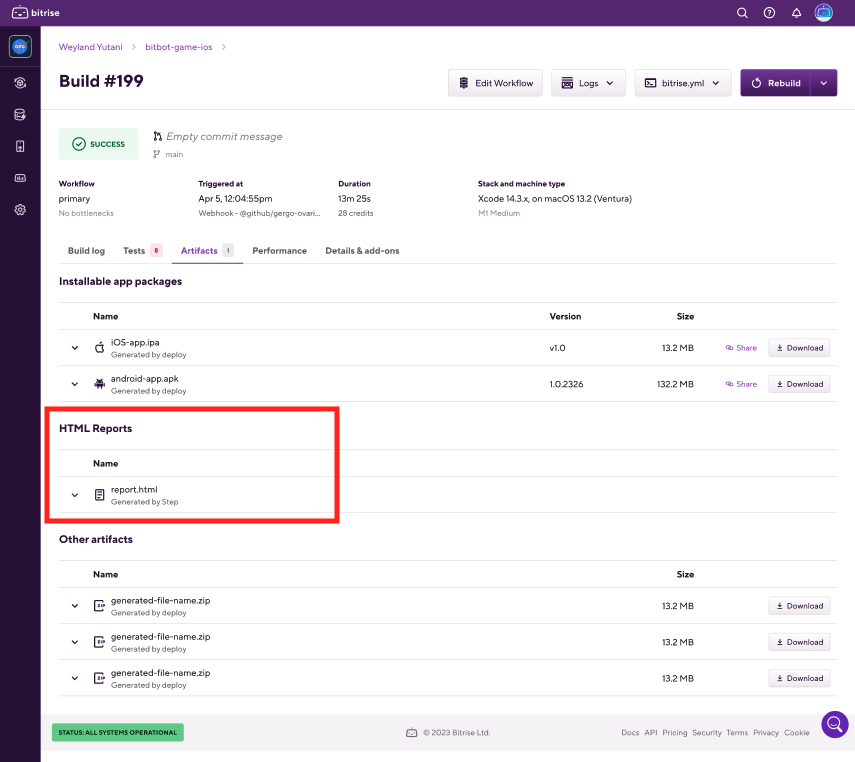 bitrise
OFG
Weyland Yutani > bitbot-game-ios >
Build #199
Edit Workflow
Logs
bitrise.yml
Rebuild
SUCCESS
Empty commit message
main
Workflow
primary
No bottlenecks
Triggered at
Apr 5, 12:04:55pm
Webhook - @github/gergo-ovari...
Duration
13m 25s
28 credits
Stack and machine type
Xcode 14.3.x, on macOS 13.2 (Ventura)
M1 Medium
Build log Tests 8 Artifacts 1 Performance Details & add-ons
Installable app packages
Name Version Size
iOS-app.ipa v1.0 13.2 MB Share Download
Generated by deploy
android-app.apk 1.0.2326 132.2 MB Share Download
Generated by deploy
HTML Reports
Name
report.html
Generated by Step
Other artifacts
Name Size
ZIP generated-file-name.zip 13.2 MB Download
Generated by deploy
ZIP generated-file-name.zip 13.2 MB Download
Generated by deploy
ZIP generated-file-name.zip 13.2 MB Download
Generated by deploy
STATUS: ALL SYSTEMS OPERATIONAL
© 2023 Bitrise Ltd.
Docs API Pricing Security Terms Privacy Cookie